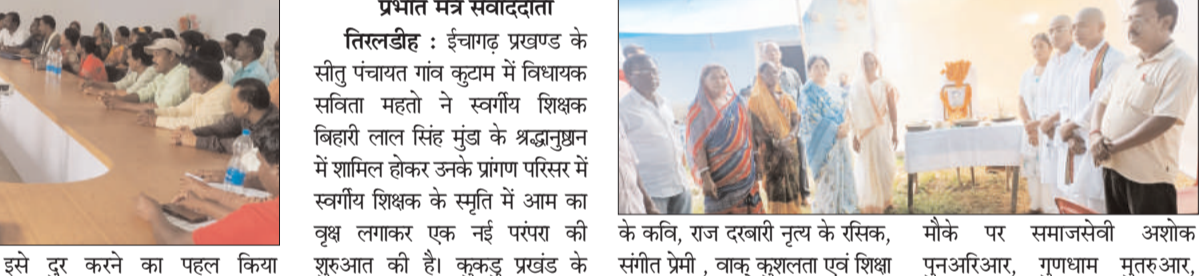 इसे दुर करने का पहल किया
प्रभात मंत्र संवाददाता
तिरलडीह : ईचागढ़ प्रखण्ड के
सीतु पंचायत गांव कुटाम में विधायक
सविता महतो ने स्वर्गीय शिक्षक
बिहारी लाल सिंह मुंडा के श्रद्धानुष्ठान
में शामिल होकर उनके प्रांगण परिसर में
स्वर्गीय शिक्षक के स्मृति में आम का
वृक्ष लगाकर एक नई परंपरा की
शुरुआत की है। कुकडु प्रखंड के
के कवि, राज दरबारी नृत्य के रसिक,
संगीत प्रेमी , वाक् कुशलता एवं शिक्षा
मौके पर समाजसेवी अशोक
पुनअरिआर, गुणधाम मुतरुआर,